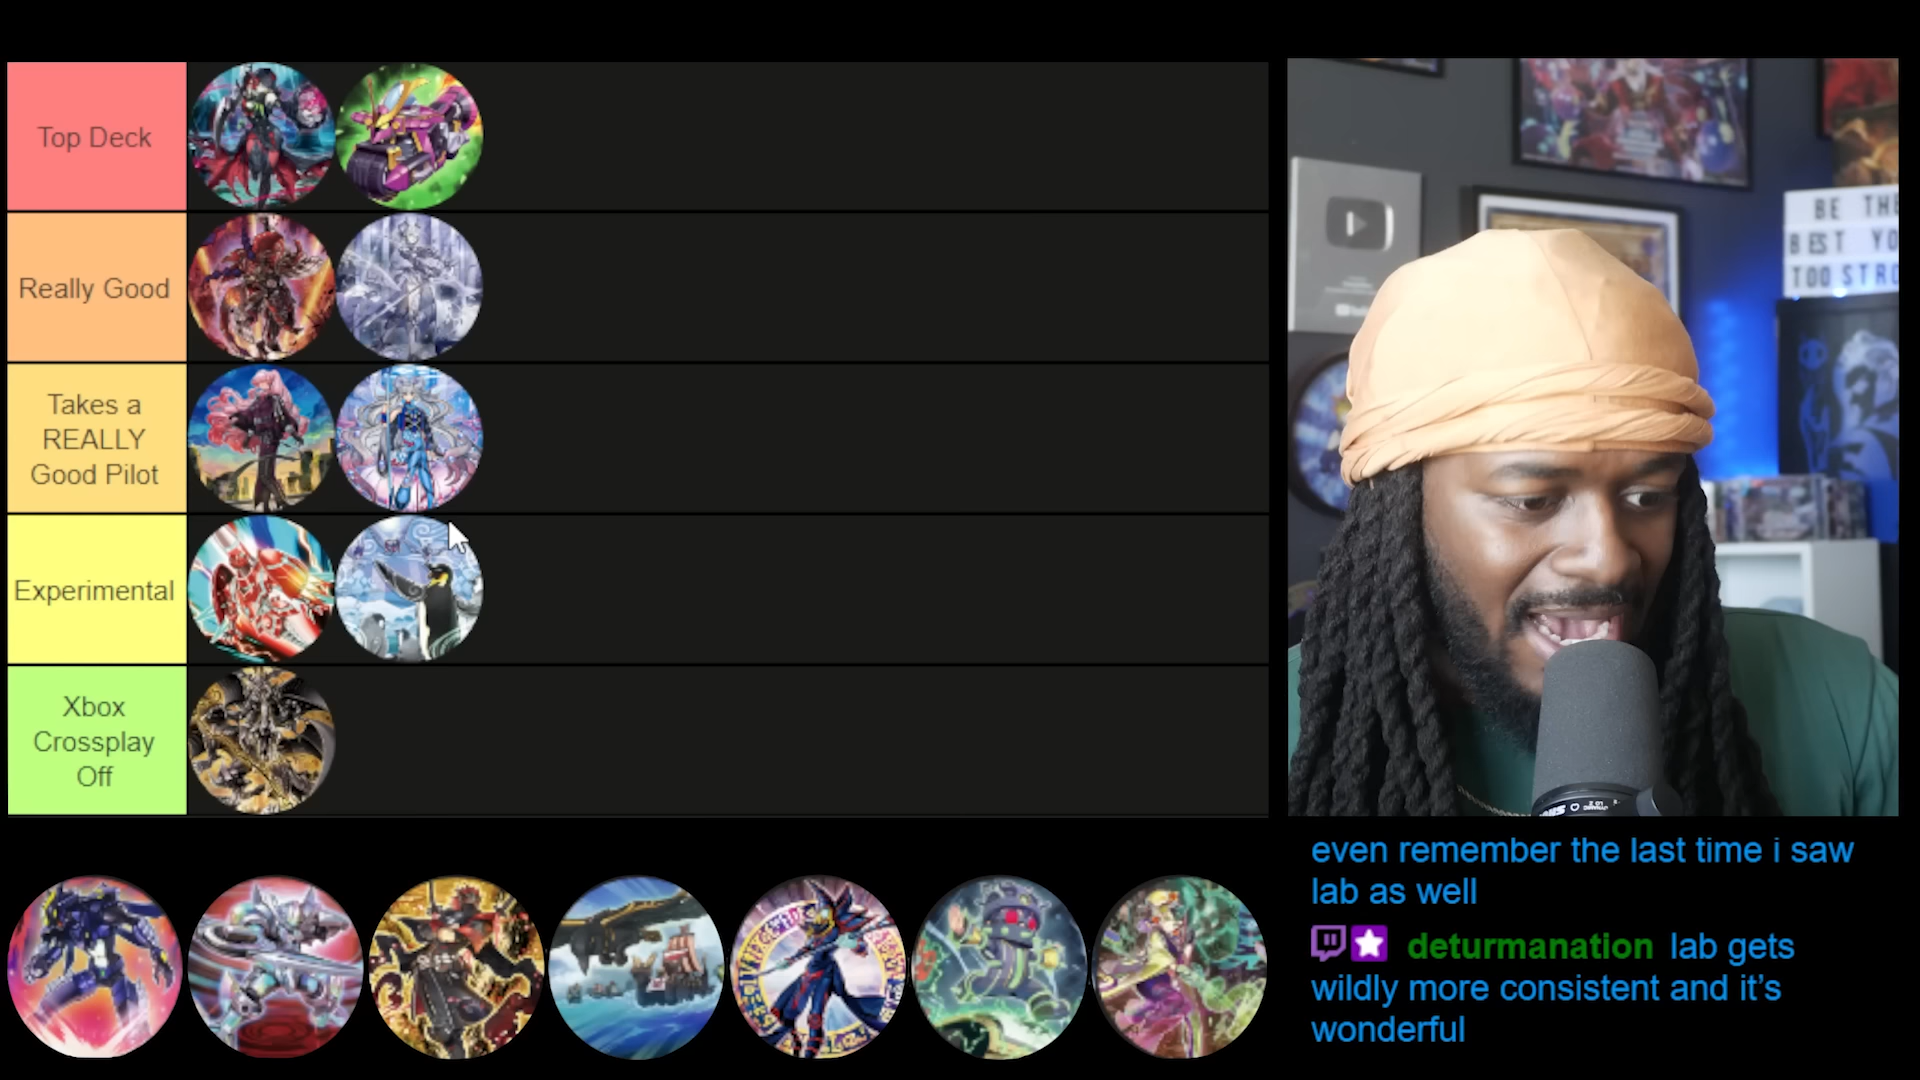 Top Deck
Really Good
Takes a
REALLY
Good Pilot
Experimental
Xbox
Crossplay
Off
BE THE
BEST YO
TOO STRO
even remember the last time i saw
lab as well
deturmanation lab gets
wildly more consistent and it's
wonderful